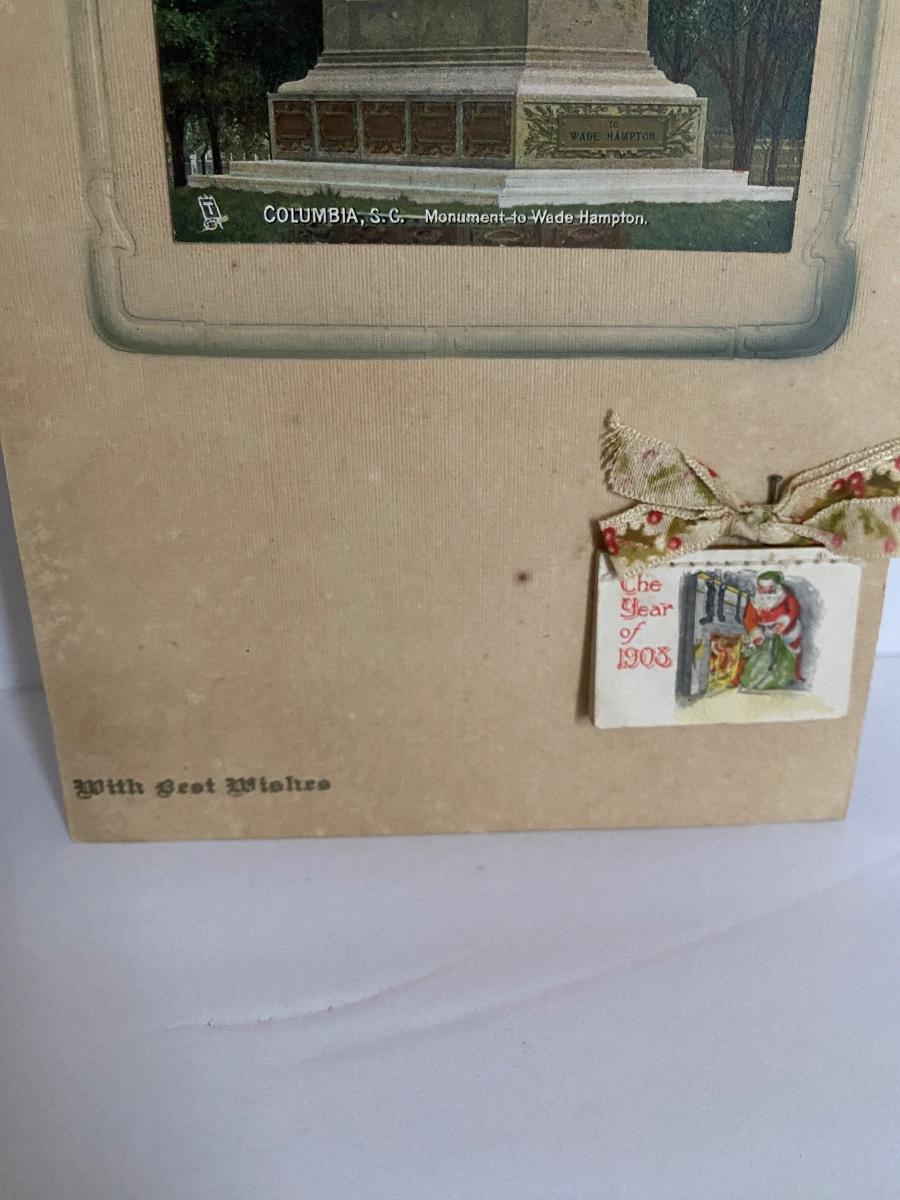 TO
WADE HAMPTON
COLUMBIA, S.C. Monument to Wade Hampton.
The
Year
of
1908
With Best Wishes